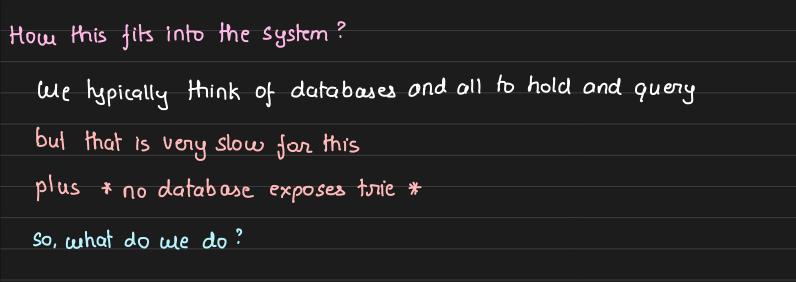 How this fits into the system?
We typically think of databases and all to hold and query
but that is very slow for this
plus * no database exposes trie *
so, what do we do?